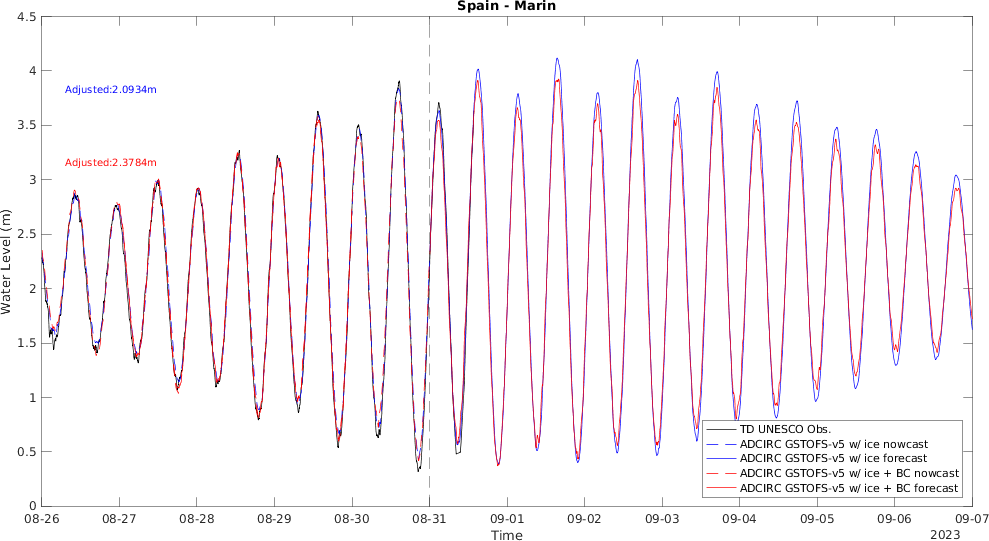 Spain - Marin
4.5
4
3.5
3
2.5
2
1.5
1
0.5
0
Water Level (m)
Adjusted:2.0934m
Adjusted:2.3784m
TD UNESCO Obs.
ADCIRC GSTOFS-v5 w/ ice nowcast
ADCIRC GSTOFS-v5 w/ ice forecast
ADCIRC GSTOFS-v5 w/ ice + BC nowcast
ADCIRC GSTOFS-v5 w/ ice + BC forecast
08-26 08-27 08-28 08-29 08-30 08-31 09-01 09-02 09-03 09-04 09-05 09-06 09-07
Time
2023